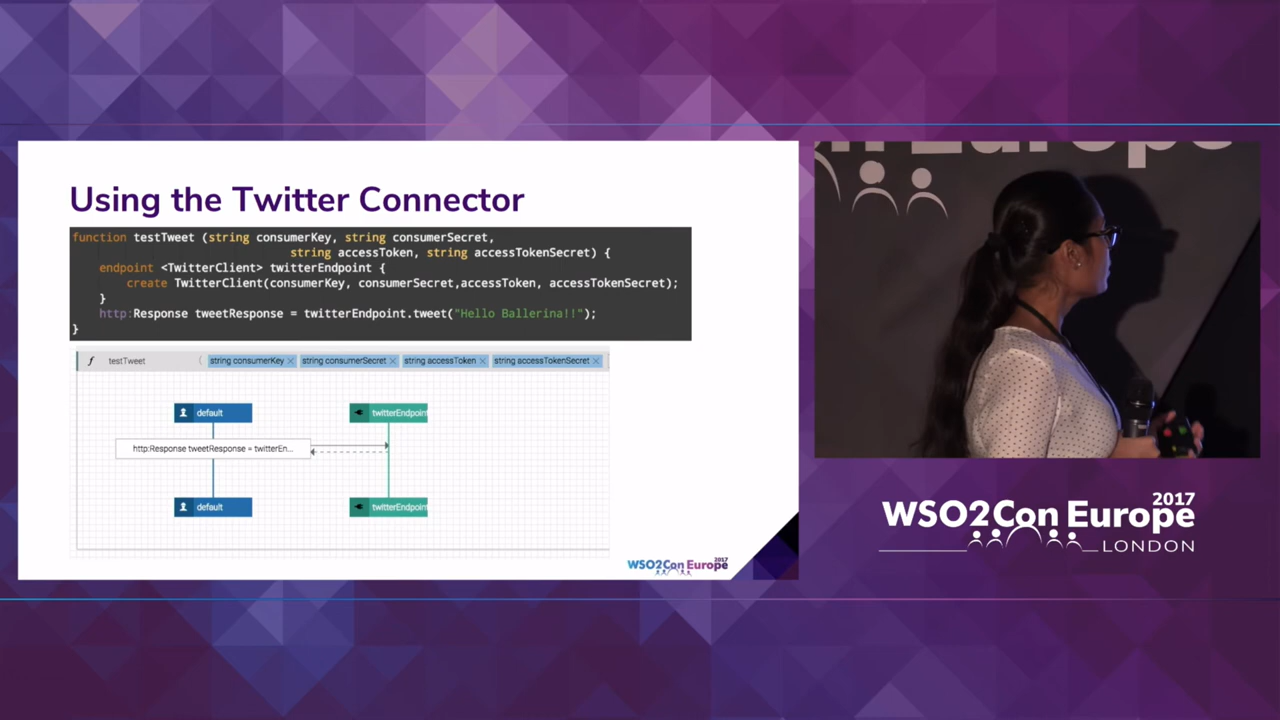 Using the Twitter Connector
function testTweet (string consumerKey, string consumerSecret,
string accessToken, string accessTokenSecret) {
endpoint <TwitterClient> twitterEndpoint {
create TwitterClient(consumerKey, consumerSecret,accessToken, accessTokenSecret);
}
http:Response tweetResponse = twitterEndpoint.tweet("Hello Ballerina!!");
}
f testTweet ( string consumerKey × string consumerSecret × string accessToken × string accessTokenSecret ×
default twitterEndpoint
http:Response tweetResponse = twitterEn...
default twitterEndpoint
WSO2Con Europe 2017
n Europe
WSO2Con Europe 2017
LONDON